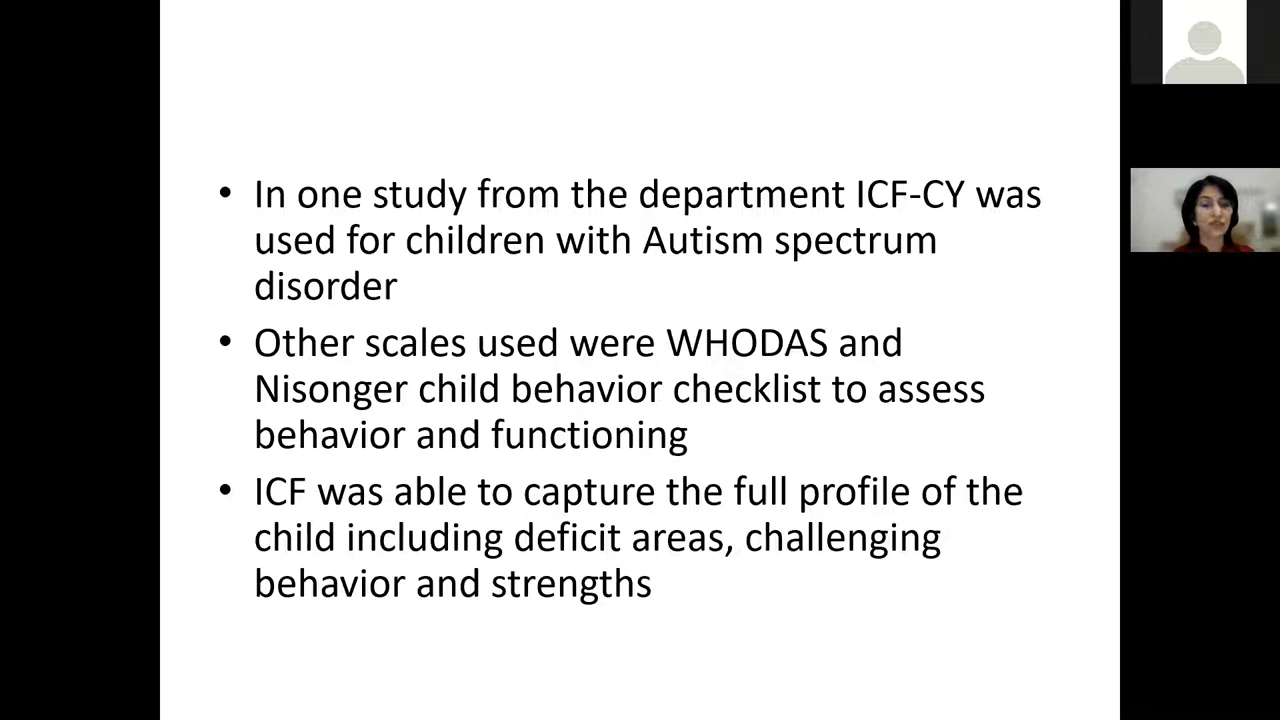 • In one study from the department ICF-CY was
used for children with Autism spectrum
disorder
• Other scales used were WHODAS and
Nisonger child behavior checklist to assess
behavior and functioning
• ICF was able to capture the full profile of the
child including deficit areas, challenging
behavior and strengths